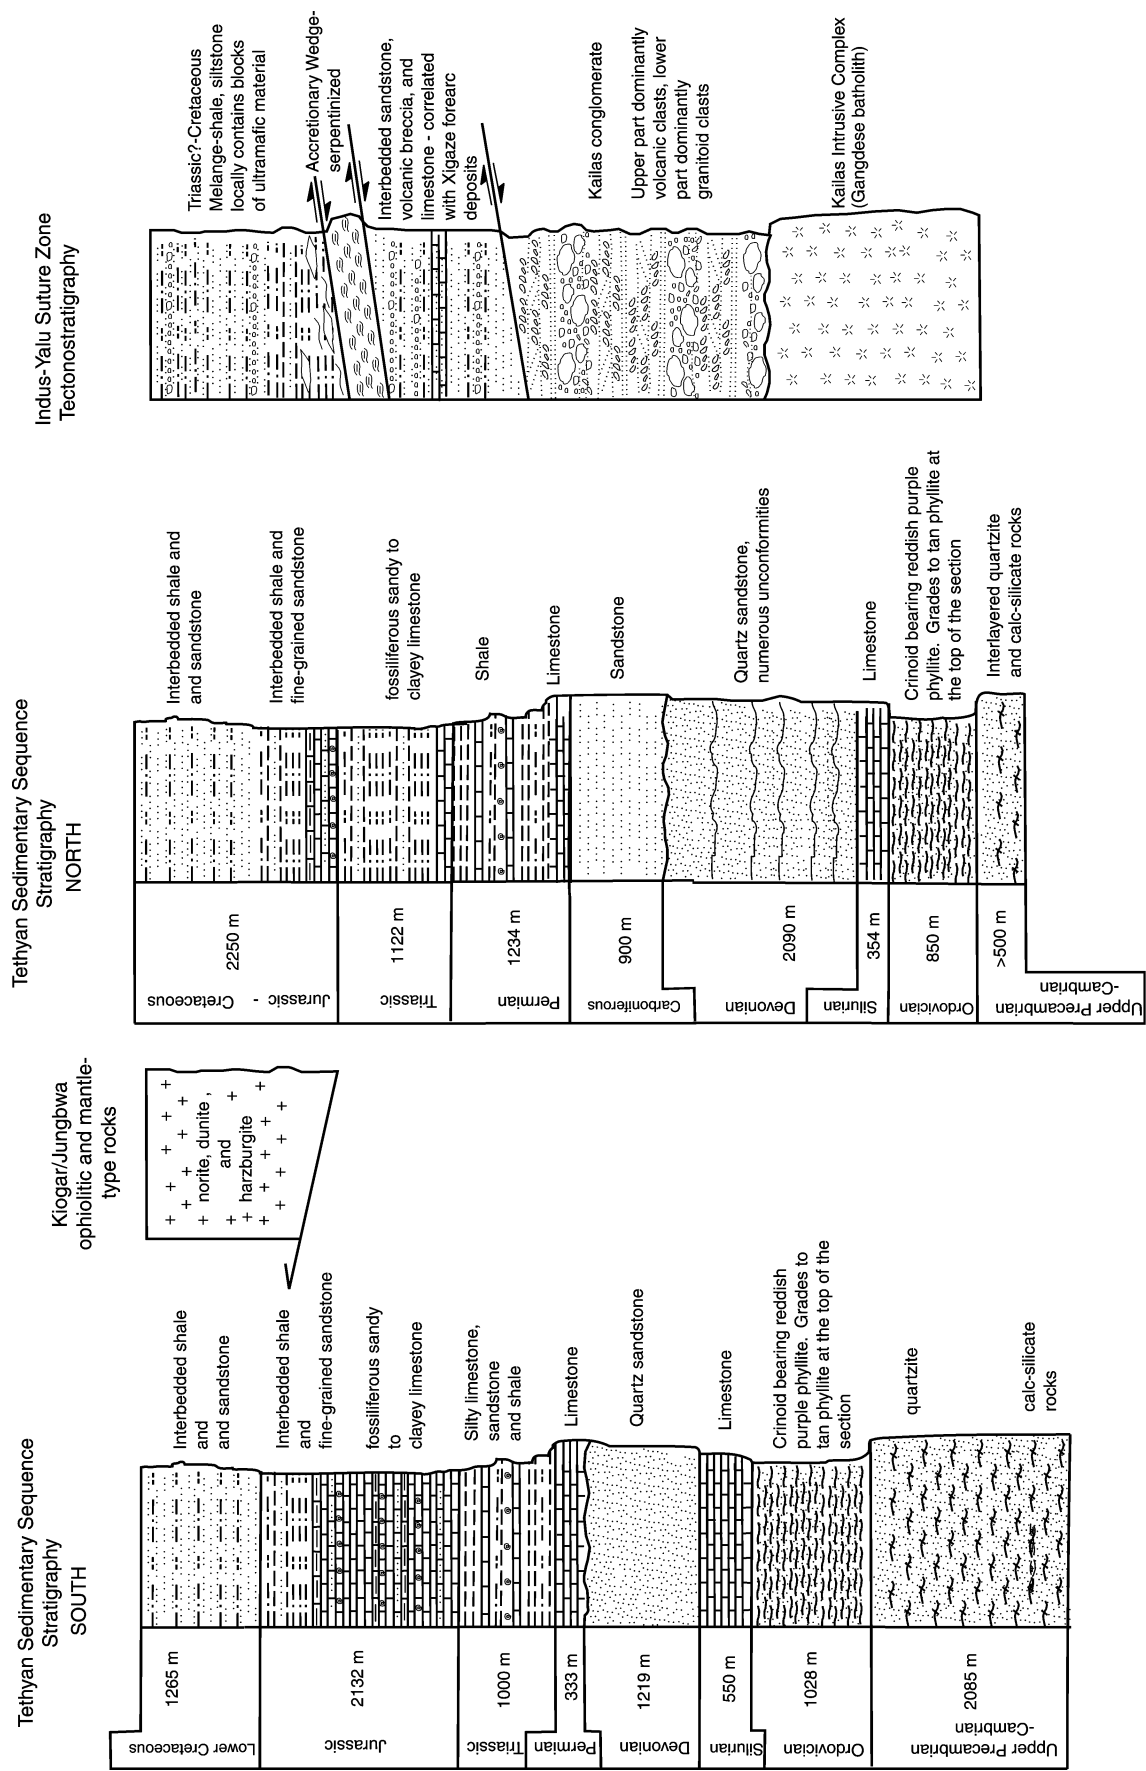 Tethyan Sedimentary Sequence
Stratigraphy
SOUTH
Lower Cretaceous
1265 m
Interbedded shale
and
and sandstone
Jurassic
2132 m
Interbedded shale
and
fine-grained sandstone
fossiliferous sandy
to
clayey limestone
Triassic
1000 m
Silty limestone,
sandstone
and shale
Permian
333 m
Limestone
Devonian
1219 m
Quartz sandstone
Silurian
550 m
Limestone
Ordovician
1028 m
Crinoid bearing reddish
purple phyllite. Grades to
tan phyllite at the top of the
section
Upper Precambrian
-Cambrian
2085 m
quartzite
calc-silicate
rocks
Kiogar/Jungbwa
ophiolitic and mantle-
type rocks
norite, dunite ,
and
harzburgite
Tethyan Sedimentary Sequence
Stratigraphy
NORTH
Jurassic - Cretaceous
2250 m
Interbedded shale and
and sandstone
Interbedded shale and
fine-grained sandstone
Triassic
1122 m
fossiliferous sandy to
clayey limestone
Permian
1234 m
Shale
Limestone
Carboniferous
900 m
Sandstone
Devonian
2090 m
Quartz sandstone,
numerous unconformities
Silurian
354 m
Limestone
Ordovician
850 m
Crinoid bearing reddish purple
phyllite. Grades to tan phyllite at
the top of the section
Upper Precambrian
-Cambrian
>500 m
Interlayered quartzite
and calc-silicate rocks
Indus-Yalu Suture Zone
Tectonostratigraphy
Triassic?-Cretaceous
Melange-shale, siltstone
locally contains blocks
of ultramafic material
Accretionary Wedge-
serpentinized
Interbedded sandstone,
volcanic breccia, and
limestone - correlated
with Xigaze forearc
deposits
Kailas conglomerate
Upper part dominantly
volcanic clasts, lower
part dominantly
granitoid clasts
Kailas Intrusive Complex
(Gangdese batholith)